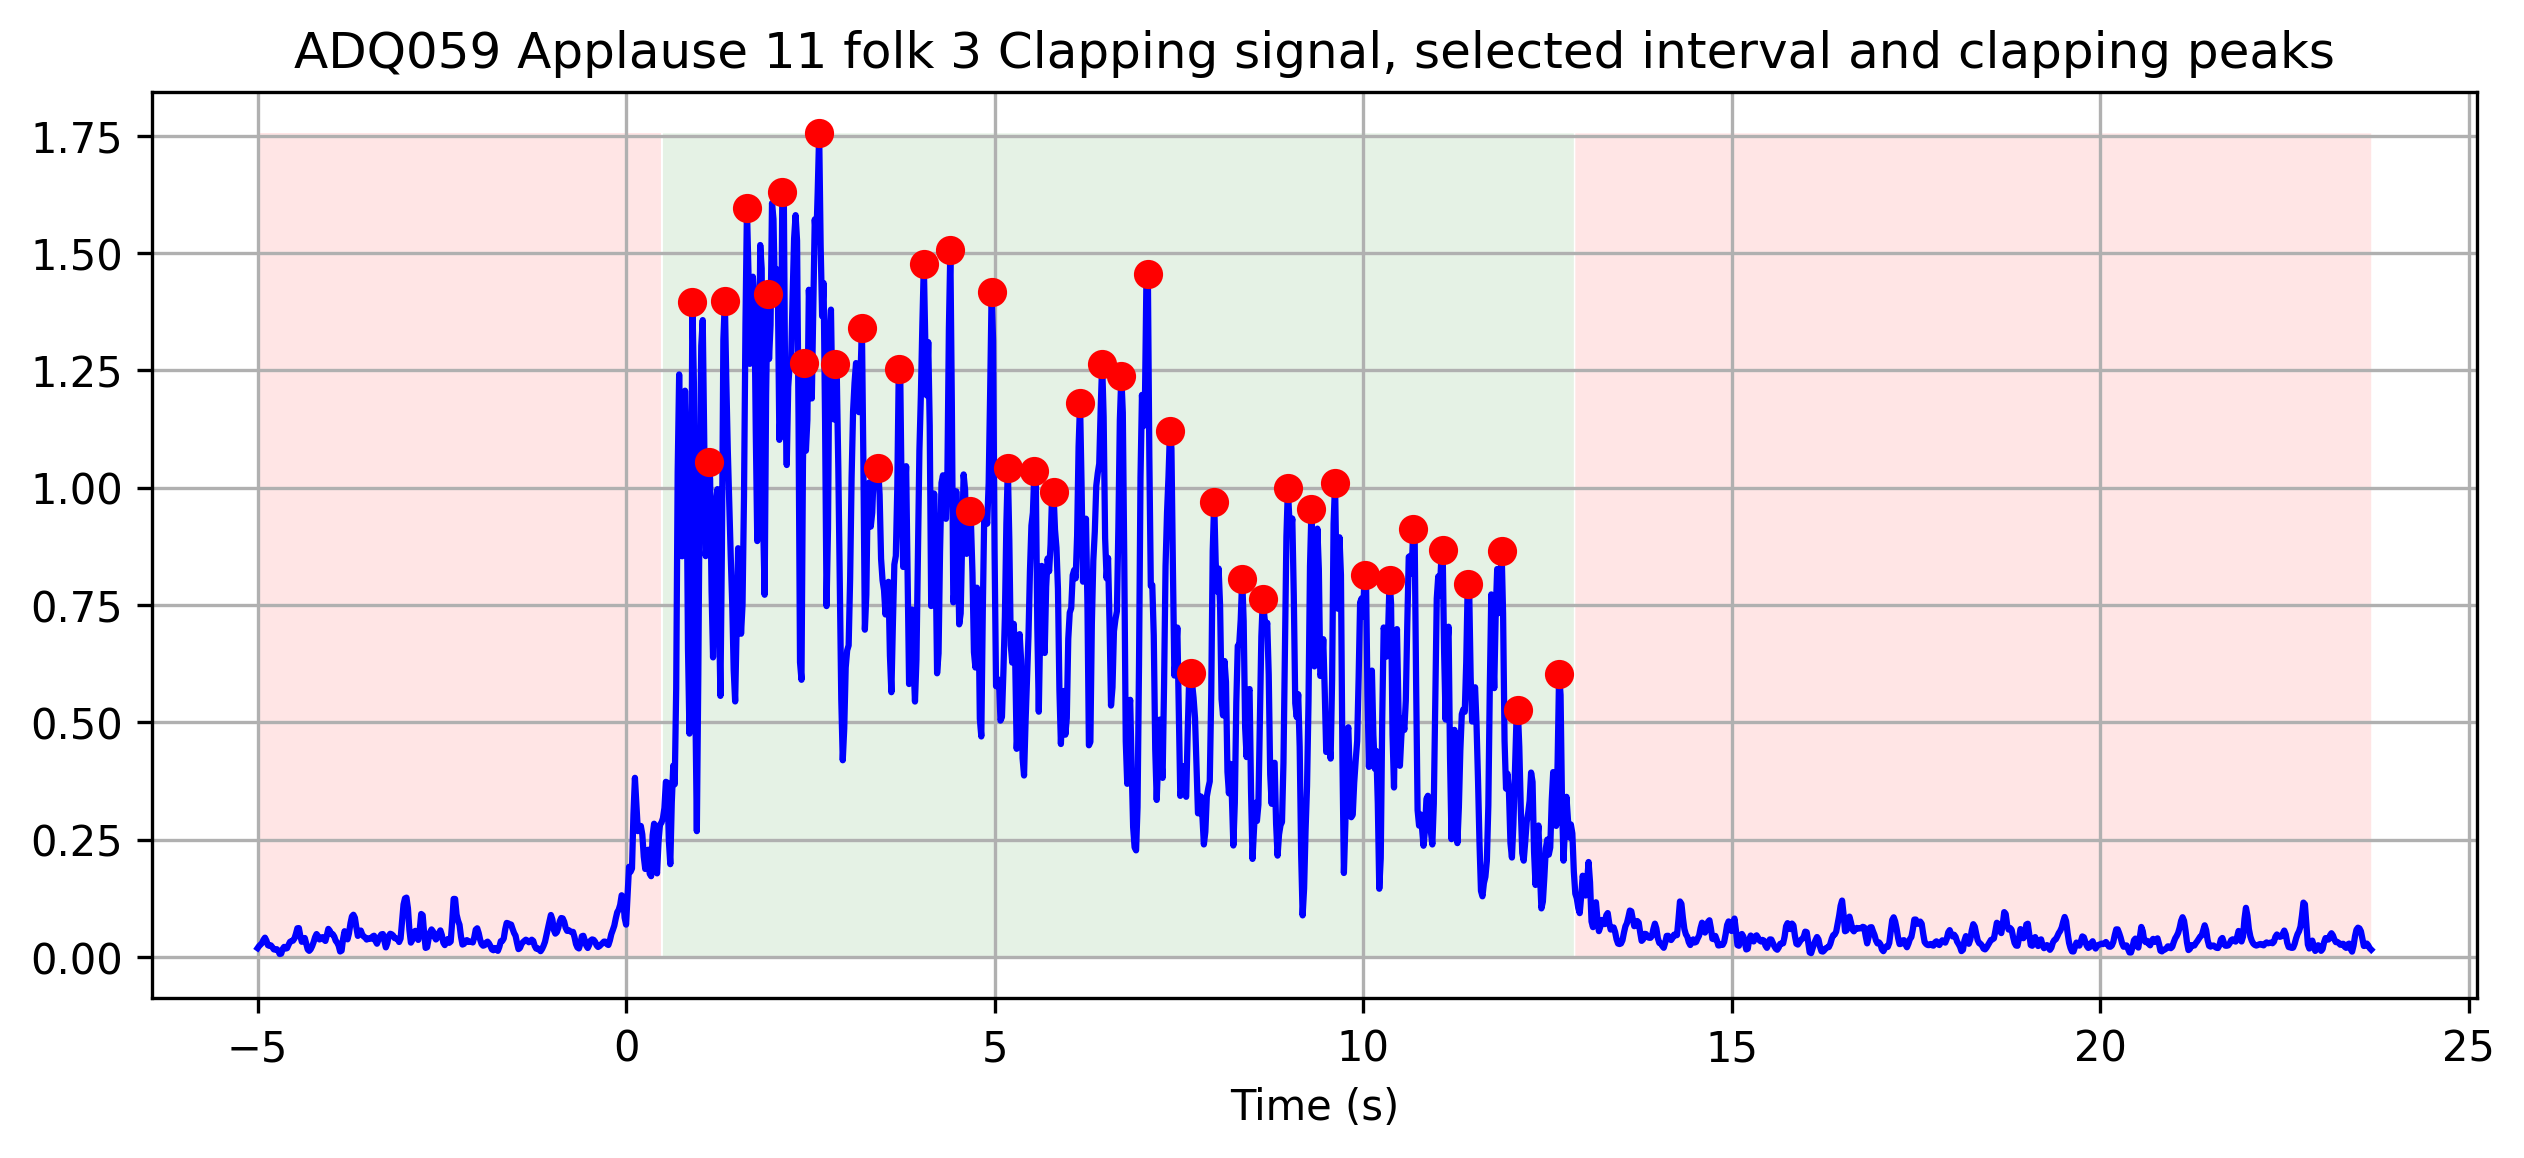 ADQ059 Applause 11 folk 3 Clapping signal, selected interval and clapping peaks
1.75
1.50
1.25
1.00
0.75
0.50
0.25
0.00
−5 0 5 10 15 20 25
Time (s)